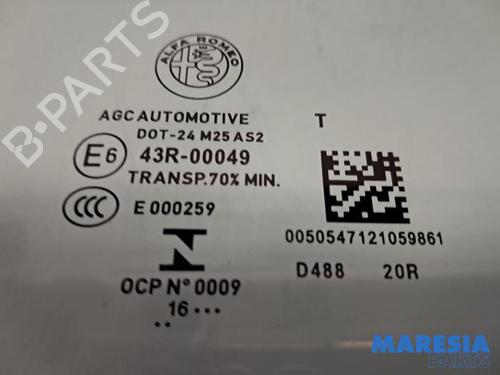 ALFA ROMEO
AGC AUTOMOTIVE T
DOT-24 M25 AS2
E6 43R-00049
TRANSP.70% MIN.
CCC E 000259
0050547121059861
D488 20R
OCP N° 0009
16 ...
..
MARESIA
PARTS
B-PARTS